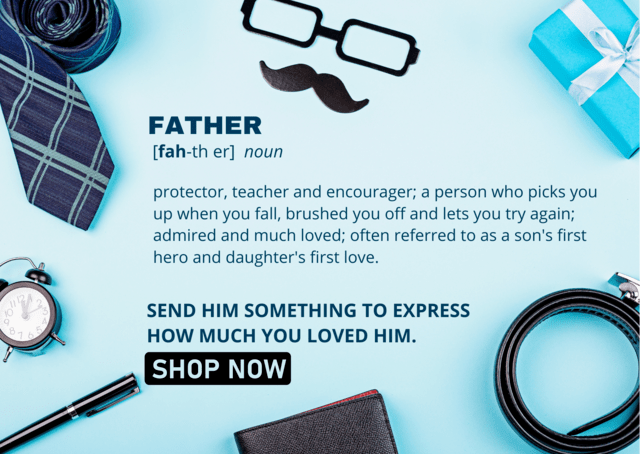 FATHER
[fah-th er] noun
protector, teacher and encourager; a person who picks you
up when you fall, brushed you off and lets you try again;
admired and much loved; often referred to as a son's first
hero and daughter's first love.
SEND HIM SOMETHING TO EXPRESS
HOW MUCH YOU LOVED HIM.
SHOP NOW